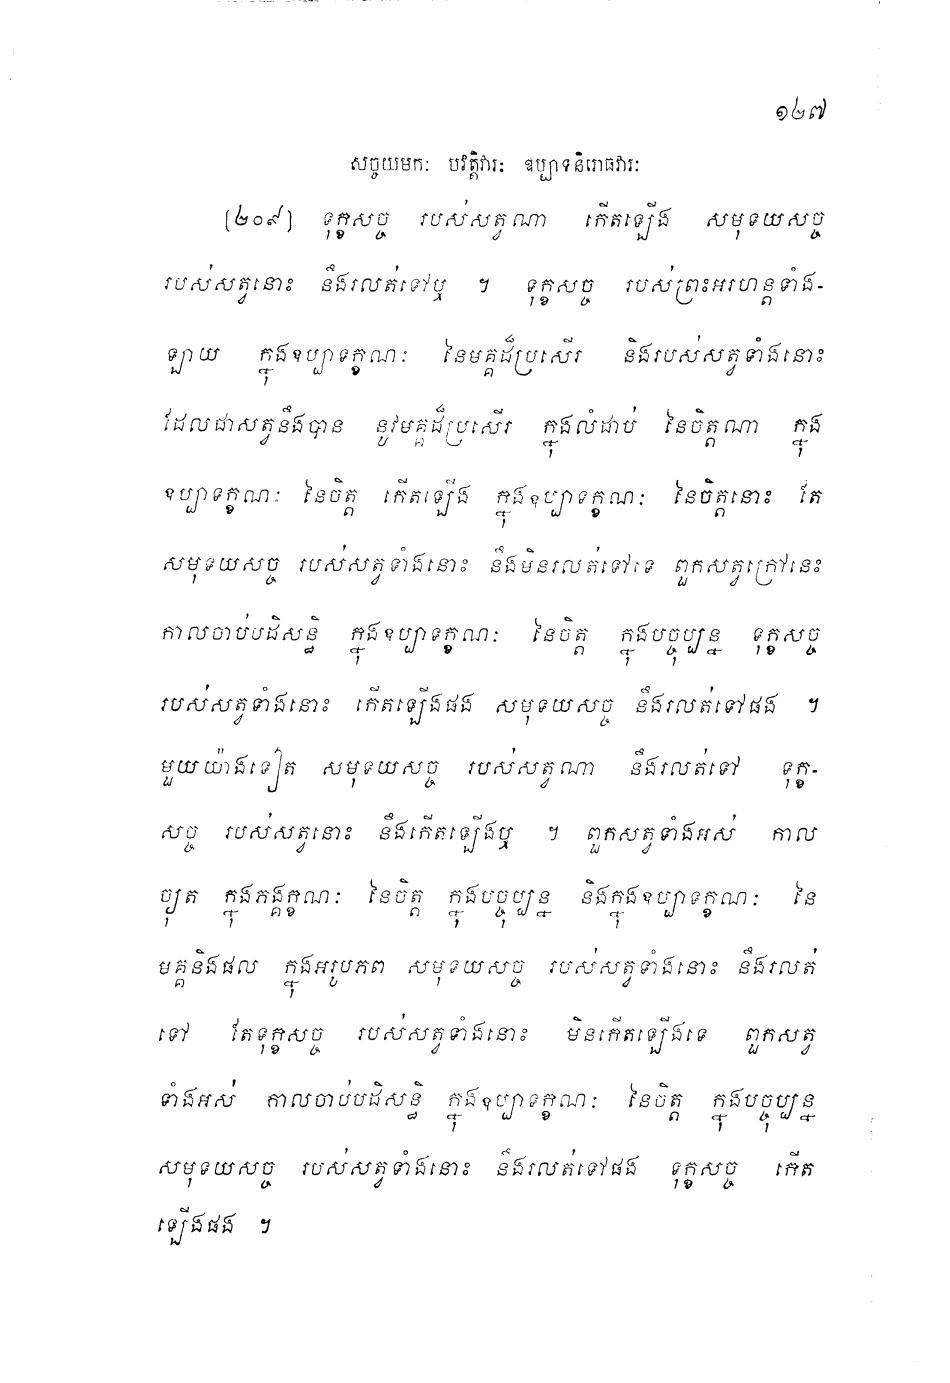 ១២៧
សច្ចយមកៈ បវត្តិវារៈ ឧប្បាទនិរោធវារៈ
[២០៩] ទុក្ខសច្ច របស់សត្វណា កើតឡើង សមុទយសច្ច
របស់សត្វនោះ នឹងរលត់ទៅឬ ។ ទុក្ខសច្ច របស់ព្រះអរហន្តទាំង-
ឡាយ ក្នុងឧប្បាទក្ខណៈ នៃមគ្គដ៏ប្រសើរ និងរបស់សត្វទាំងនោះ
ដែលជាសត្វនឹងបាន នូវមគ្គដ៏ប្រសើរ ក្នុងលំដាប់ នៃចិត្តណា ក្នុង
ឧប្បាទក្ខណៈ នៃចិត្ត កើតឡើង ក្នុងឧប្បាទក្ខណៈ នៃចិត្តនោះ តែ
សមុទយសច្ច របស់សត្វទាំងនោះ នឹងមិនរលត់ទៅទេ ពួកសត្វក្រៅនេះ
កាលចាប់បដិសន្ធិ ក្នុងឧប្បាទក្ខណៈ នៃចិត្ត ក្នុងបច្ចុប្បន្ន ទុក្ខសច្ច
របស់សត្វទាំងនោះ កើតឡើងផង សមុទយសច្ច នឹងរលត់ទៅផង ។
មួយយ៉ាងទៀត សមុទយសច្ច របស់សត្វណា នឹងរលត់ទៅ ទុក្ខ-
សច្ច របស់សត្វនោះ នឹងកើតឡើងឬ ។ ពួកសត្វទាំងអស់ កាល
ច្យុត ក្នុងភង្គក្ខណៈ នៃចិត្ត ក្នុងបច្ចុប្បន្ន និងក្នុងឧប្បាទក្ខណៈ នៃ
មគ្គនិងផល ក្នុងអរូបភព សមុទយសច្ច របស់សត្វទាំងនោះ នឹងរលត់
ទៅ តែទុក្ខសច្ច របស់សត្វទាំងនោះ មិនកើតឡើងទេ ពួកសត្វ
ទាំងអស់ កាលចាប់បដិសន្ធិ ក្នុងឧប្បាទក្ខណៈ នៃចិត្ត ក្នុងបច្ចុប្បន្ន
សមុទយសច្ច របស់សត្វទាំងនោះ នឹងរលត់ទៅផង ទុក្ខសច្ច កើត
ឡើងផង ។